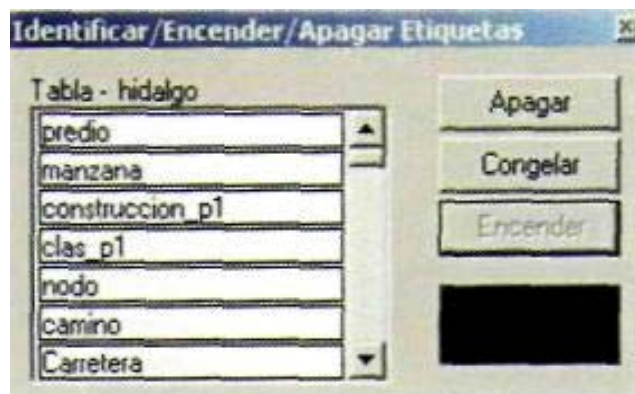 Identificar/Encender/Apagar Etiquetas
Tabla - hidalgo
predio
manzana
construccion_p1
clas_p1
nodo
camino
Carretera
Apagar
Congelar
Encender